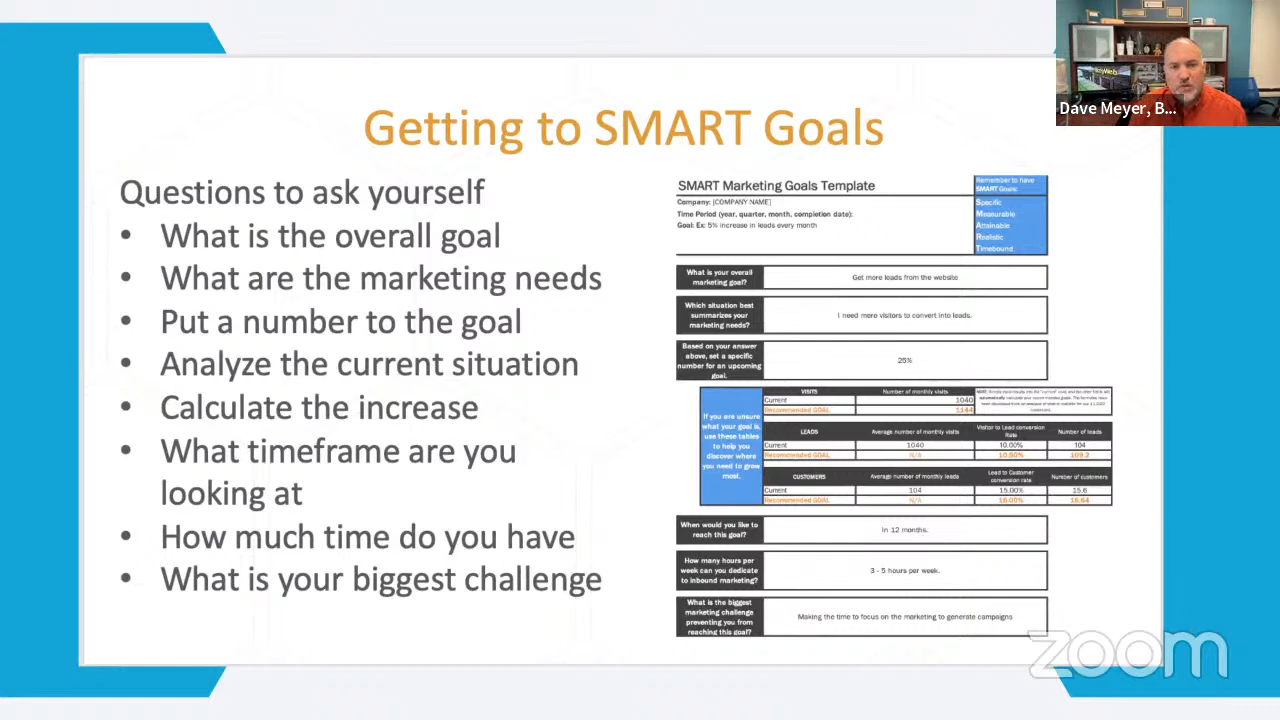 Getting to SMART Goals
Questions to ask yourself
• What is the overall goal
• What are the marketing needs
• Put a number to the goal
• Analyze the current situation
• Calculate the increase
• What timeframe are you
looking at
• How much time do you have
• What is your biggest challenge
SMART Marketing Goals Template
Company: [COMPANY NAME]
Time Period (year, quarter, month, completion date):
Goal: Ex: 5% increase in leads every month
Remember to have
SMART Goals:
Specific
Measurable
Attainable
Realistic
Timebound
What is your overall
marketing goal?
Get more leads from the website
Which situation best
summarizes your
marketing needs?
I need more visitors to convert into leads.
Based on your answer
above, set a specific
number for an upcoming
goal.
25%
If you are unsure
what your goal is,
use these tables
to help you
discover where
you need to grow
most.
VISITS Number of monthly visits
Current 1040
Recommended GOAL 1144
LEADS Average number of monthly visits Visitor to Lead conversion
Rate Number of leads
Current 1040 10.00% 104
Recommended GOAL N/A 10.50% 109.2
CUSTOMERS Average number of monthly leads Lead to Customer
conversion rate Number of customers
Current 104 15.00% 15.6
Recommended GOAL N/A 16.00% 16.64
When would you like to
reach this goal?
In 12 months.
How many hours per
week can you dedicate
to inbound marketing?
3 - 5 hours per week.
What is the biggest
marketing challenge
preventing you from
reaching this goal?
Making the time to focus on the marketing to generate campaigns
Dave Meyer, B...
zoom